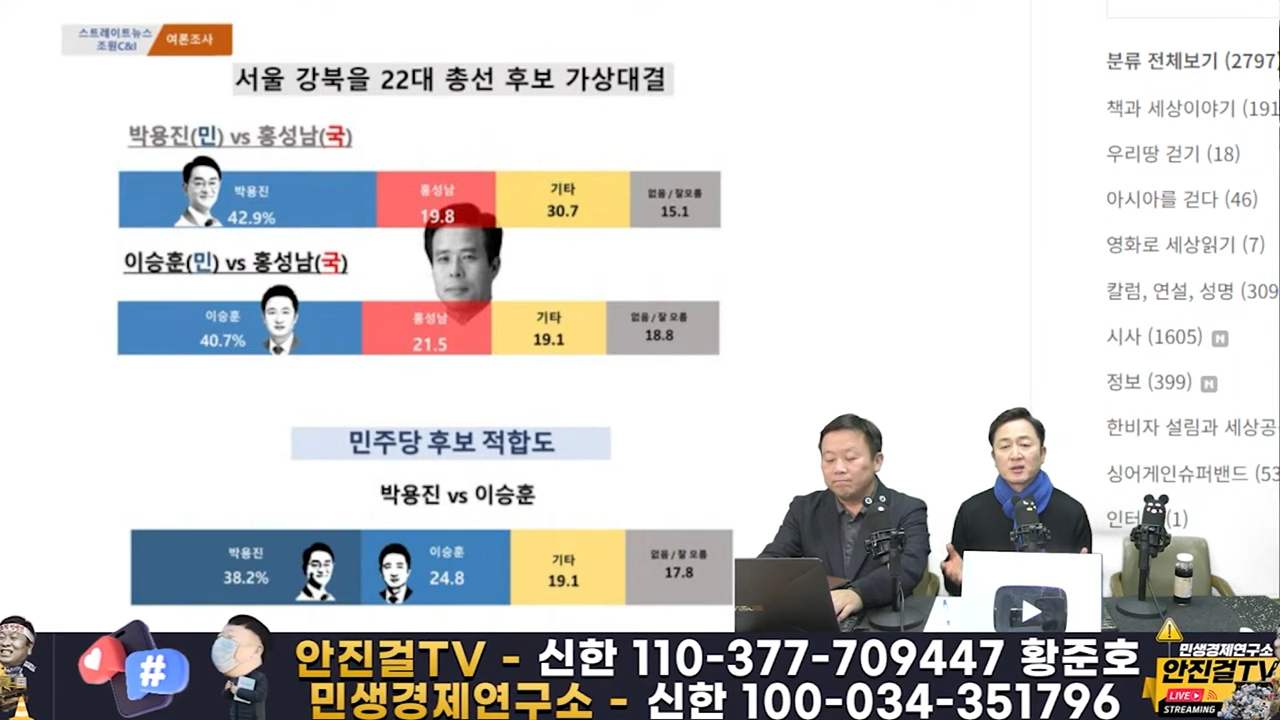 스트레이트뉴스
조원C&I
여론조사
서울 강북을 22대 총선 후보 가상대결
박용진(민) vs 홍성남(국)
박용진
42.9%
홍성남
19.8
기타
30.7
없음 / 잘모름
15.1
이승훈(민) vs 홍성남(국)
이승훈
40.7%
홍성남
21.5
기타
19.1
없음 / 잘 모름
18.8
민주당 후보 적합도
박용진 vs 이승훈
박용진
38.2%
이승훈
24.8
기타
19.1
없음 / 잘 모름
17.8
분류 전체보기 (2797)
책과 세상이야기 (191
우리땅 걷기 (18)
아시아를 걷다 (46)
영화로 세상읽기 (7)
칼럼, 연설, 성명 (309
시사 (1605) N
정보 (399) N
한비자 설림과 세상공
싱어게인슈퍼밴드 (53
인터 (1)
ASUS
#
안진걸TV - 신한 110-377-709447 황준호
민생경제연구소 - 신한 100-034-351796
민생경제연구소
안진걸TV
LIVE
STREAMING